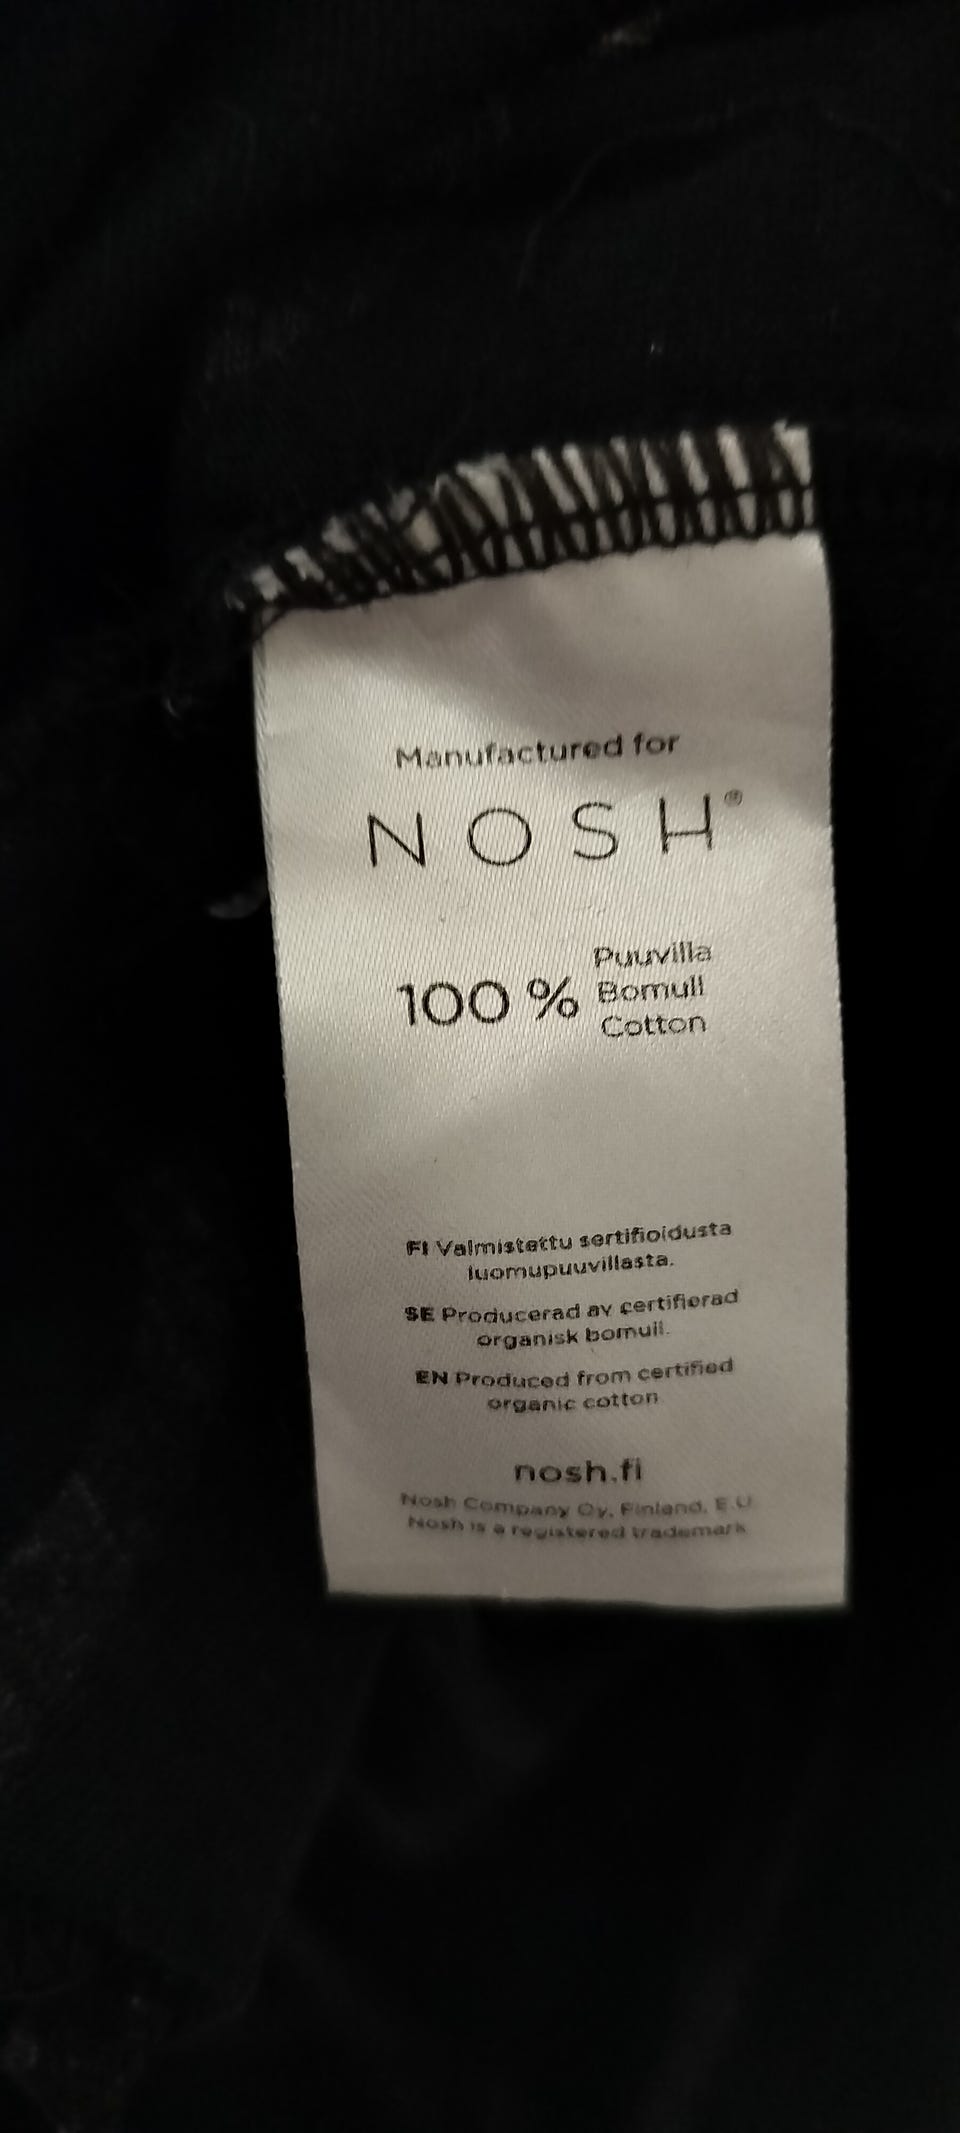 Manufactured for
NOSH®
100 % Puuvilla
Bomull
Cotton
FI Valmistettu sertifioidusta
luomupuuvillasta.
SE Producerad av certifierad
organisk bomull.
EN Produced from certified
organic cotton
nosh.fi
Nosh Company Oy, Finland, E.U
Nosh is a registered trademark